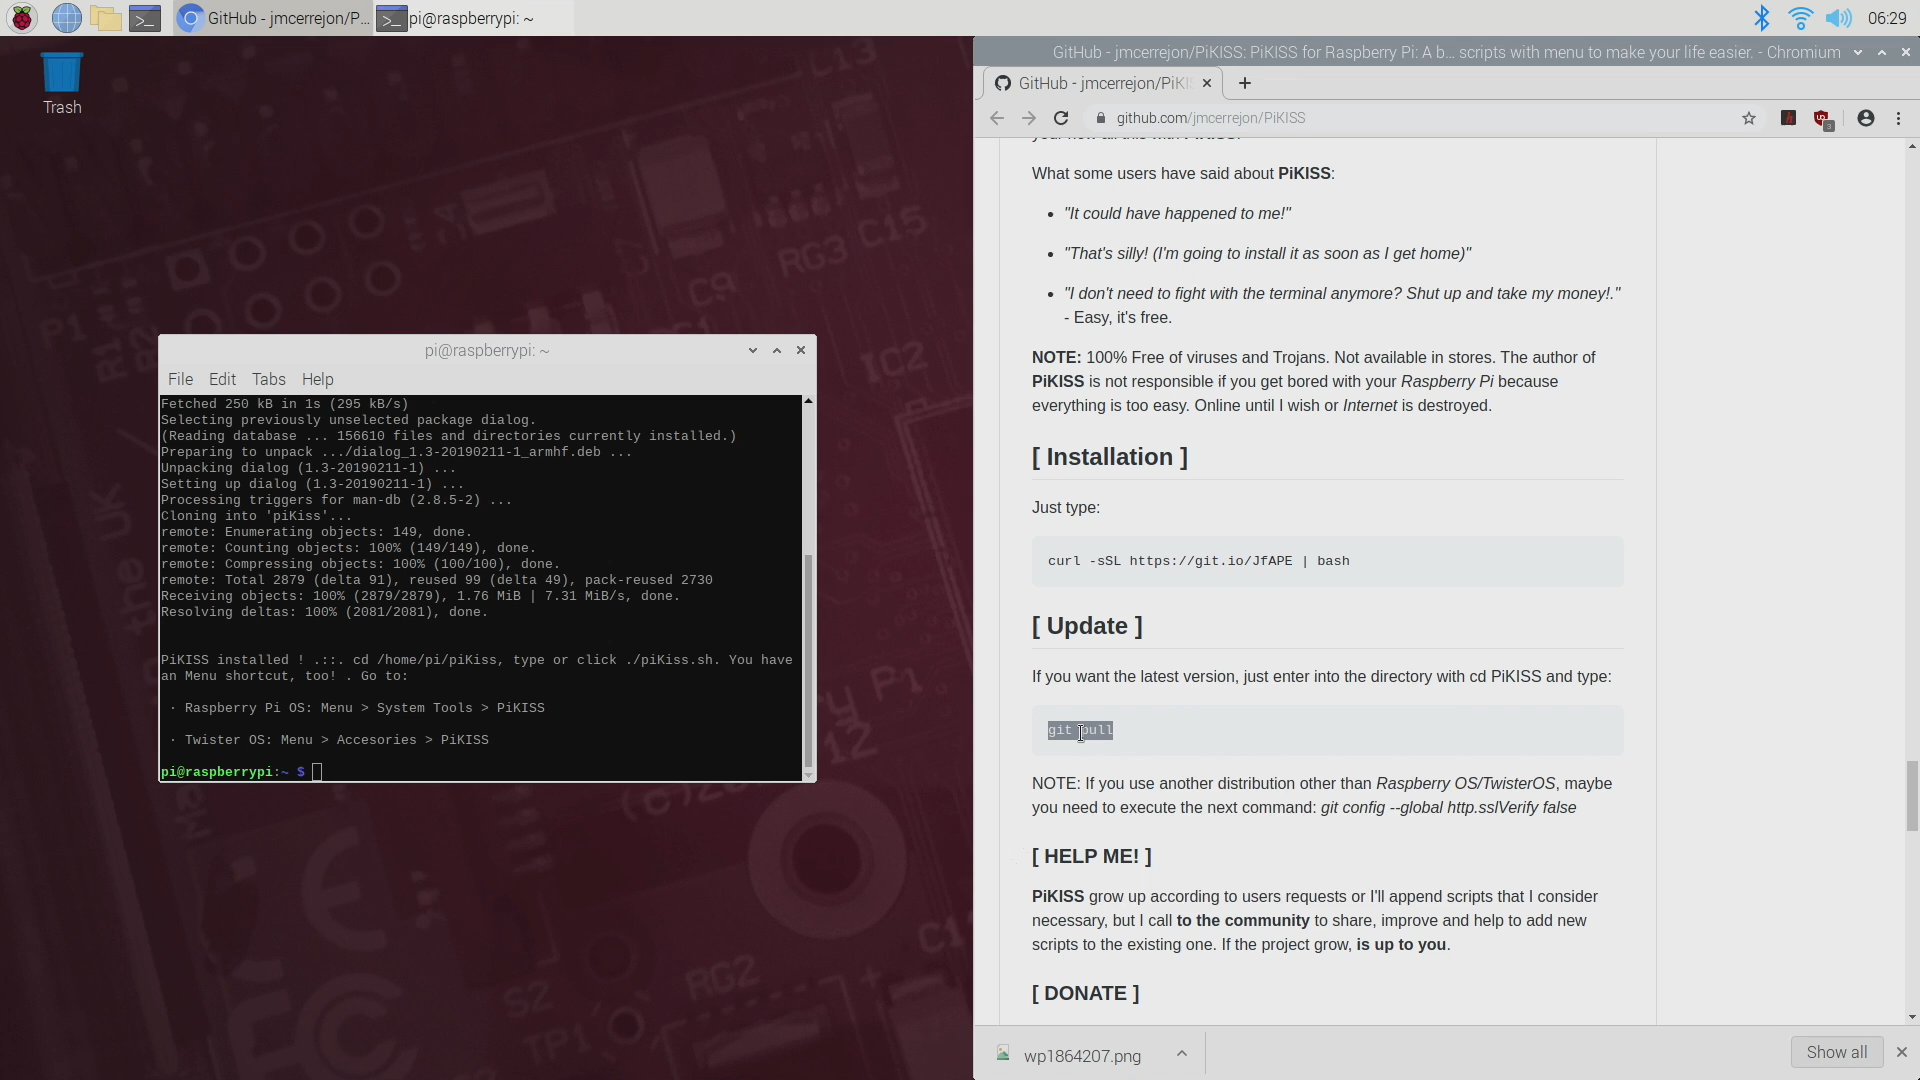 GitHub - jmcerrejon/P...
pi@raspberrypi: ~
06:29
Trash
GitHub - jmcerrejon/PiKISS: PiKISS for Raspberry Pi: A b... scripts with menu to make your life easier. - Chromium
GitHub - jmcerrejon/PiKI
github.com/jmcerrejon/PiKISS
3
What some users have said about PiKISS:
• "It could have happened to me!"
• "That's silly! (I'm going to install it as soon as I get home)"
• "I don't need to fight with the terminal anymore? Shut up and take my money!."
- Easy, it's free.
NOTE: 100% Free of viruses and Trojans. Not available in stores. The author of
PiKISS is not responsible if you get bored with your Raspberry Pi because
everything is too easy. Online until I wish or Internet is destroyed.
[ Installation ]
Just type:
curl -sSL https://git.io/JfAPE | bash
[ Update ]
If you want the latest version, just enter into the directory with cd PiKISS and type:
git pull
NOTE: If you use another distribution other than Raspberry OS/TwisterOS, maybe
you need to execute the next command: git config --global http.sslVerify false
[ HELP ME! ]
PiKISS grow up according to users requests or I'll append scripts that I consider
necessary, but I call to the community to share, improve and help to add new
scripts to the existing one. If the project grow, is up to you.
[ DONATE ]
wp1864207.png
Show all
pi@raspberrypi: ~
File Edit Tabs Help
Fetched 250 kB in 1s (295 kB/s)
Selecting previously unselected package dialog.
(Reading database ... 156610 files and directories currently installed.)
Preparing to unpack .../dialog_1.3-20190211-1_armhf.deb ...
Unpacking dialog (1.3-20190211-1) ...
Setting up dialog (1.3-20190211-1) ...
Processing triggers for man-db (2.8.5-2) ...
Cloning into 'piKiss'...
remote: Enumerating objects: 149, done.
remote: Counting objects: 100% (149/149), done.
remote: Compressing objects: 100% (100/100), done.
remote: Total 2879 (delta 91), reused 99 (delta 49), pack-reused 2730
Receiving objects: 100% (2879/2879), 1.76 MiB | 7.31 MiB/s, done.
Resolving deltas: 100% (2081/2081), done.
PiKISS installed ! .::. cd /home/pi/piKiss, type or click ./piKiss.sh. You have
an Menu shortcut, too! . Go to:
· Raspberry Pi OS: Menu > System Tools > PiKISS
· Twister OS: Menu > Accesories > PiKISS
pi@raspberrypi:~ $
C13
RG3 C15
C9
IC2
P1
RG2
S2
TP1